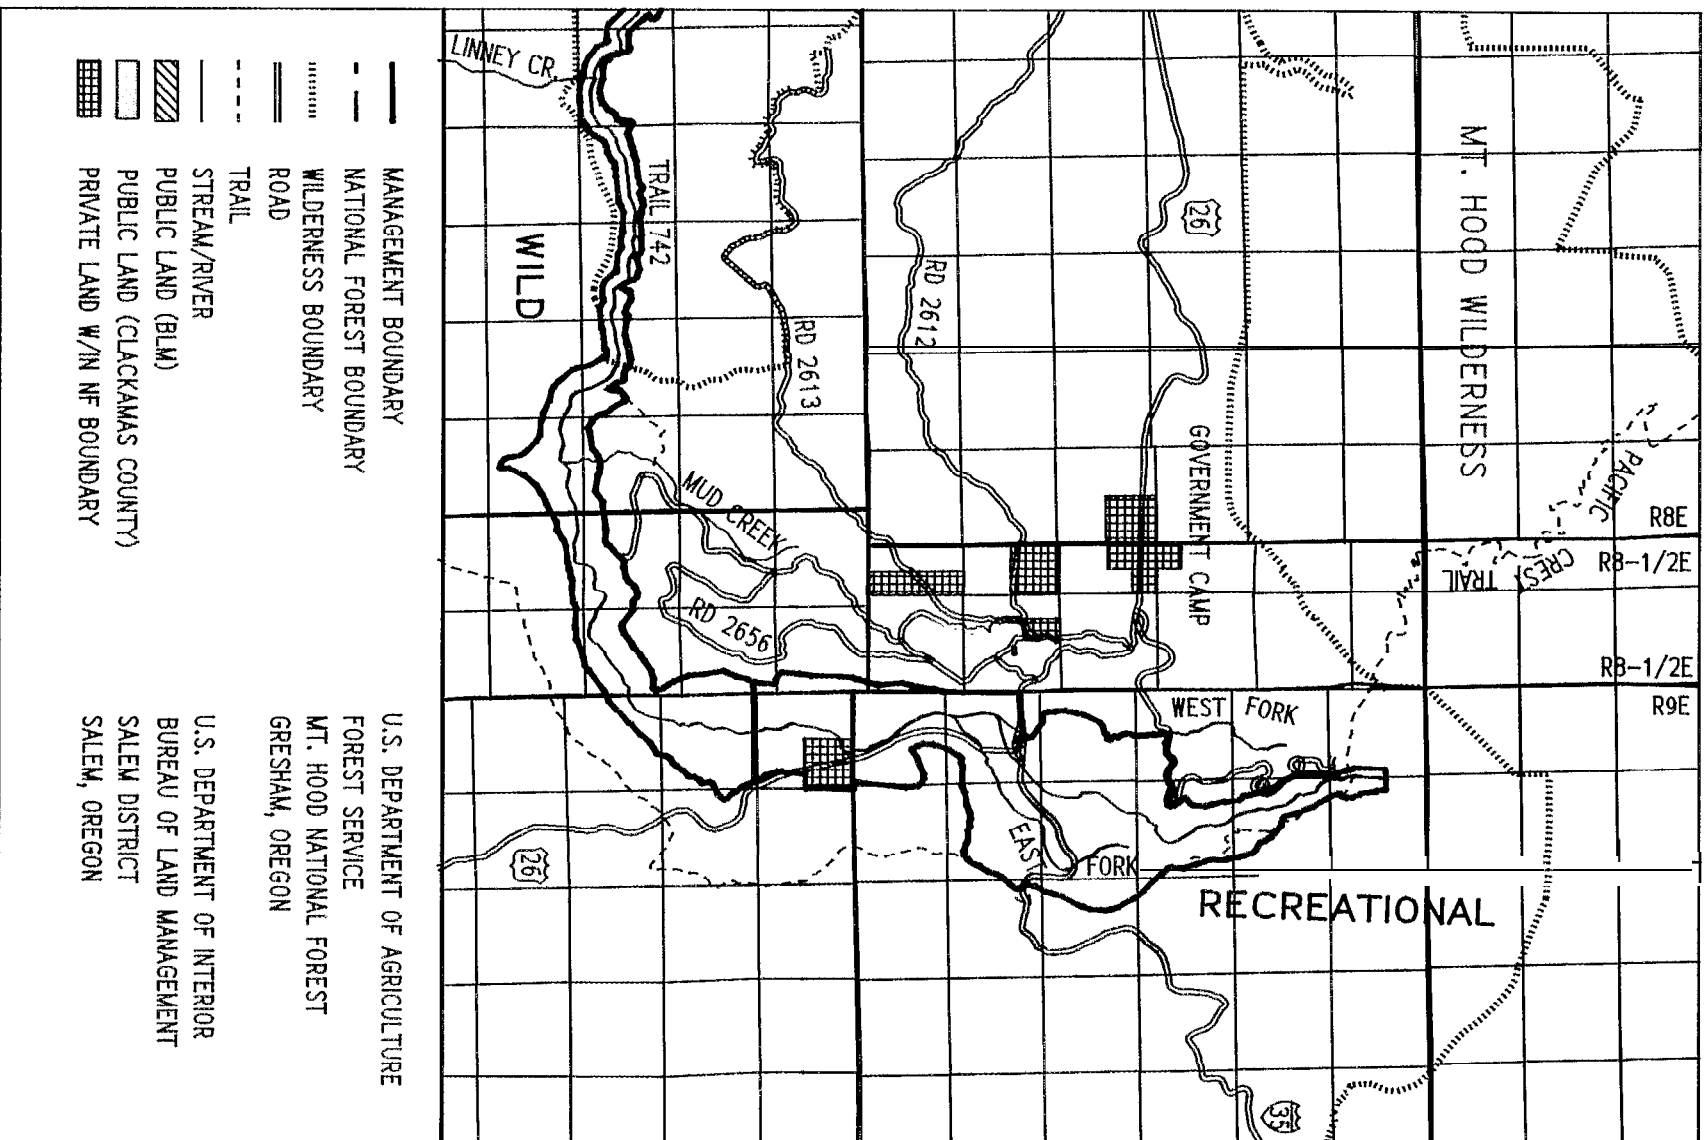 MANAGEMENT BOUNDARY
NATIONAL FOREST BOUNDARY
WILDERNESS BOUNDARY
ROAD
TRAIL
STREAM/RIVER
PUBLIC LAND (BLM)
PUBLIC LAND (CLACKAMAS COUNTY)
PRIVATE LAND W/IN NF BOUNDARY
U.S. DEPARTMENT OF AGRICULTURE
FOREST SERVICE
MT. HOOD NATIONAL FOREST
GRESHAM, OREGON
U.S. DEPARTMENT OF INTERIOR
BUREAU OF LAND MANAGEMENT
SALEM DISTRICT
SALEM, OREGON
LINNEY CR.
TRAIL 742
WILD
RD 2613
RD 2612
26
MT. HOOD WILDERNESS
GOVERNMENT CAMP
PACIFIC
CREST
TRAIL
R8E
R8-1/2E
R8-1/2E
R9E
MUD CREEK
RD 2656
WEST FORK
EAST FORK
26
RECREATIONAL
35